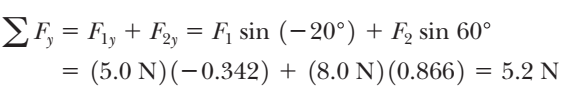 ∑ F_y = F_1y + F_2y = F_1 sin (−20°) + F_2 sin 60°
= (5.0 N)(−0.342) + (8.0 N)(0.866) = 5.2 N